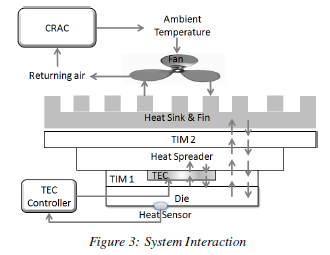 CRAC
Ambient
Temperature
Fan
Returning air
Heat Sink & Fin
TIM 2
Heat Spreader
TIM 1
TEC
TEC
Controller
Die
Heat Sensor
Figure 3: System Interaction